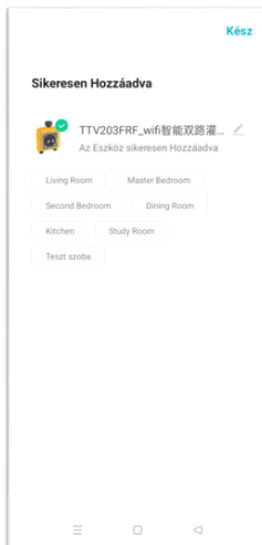 Kész
Sikeresen Hozzáadva
TTV203FRF_wifi智能双路灌...
Az Eszköz sikeresen Hozzáadva
Living Room Master Bedroom
Second Bedroom Dining Room
Kitchen Study Room
Teszt szoba